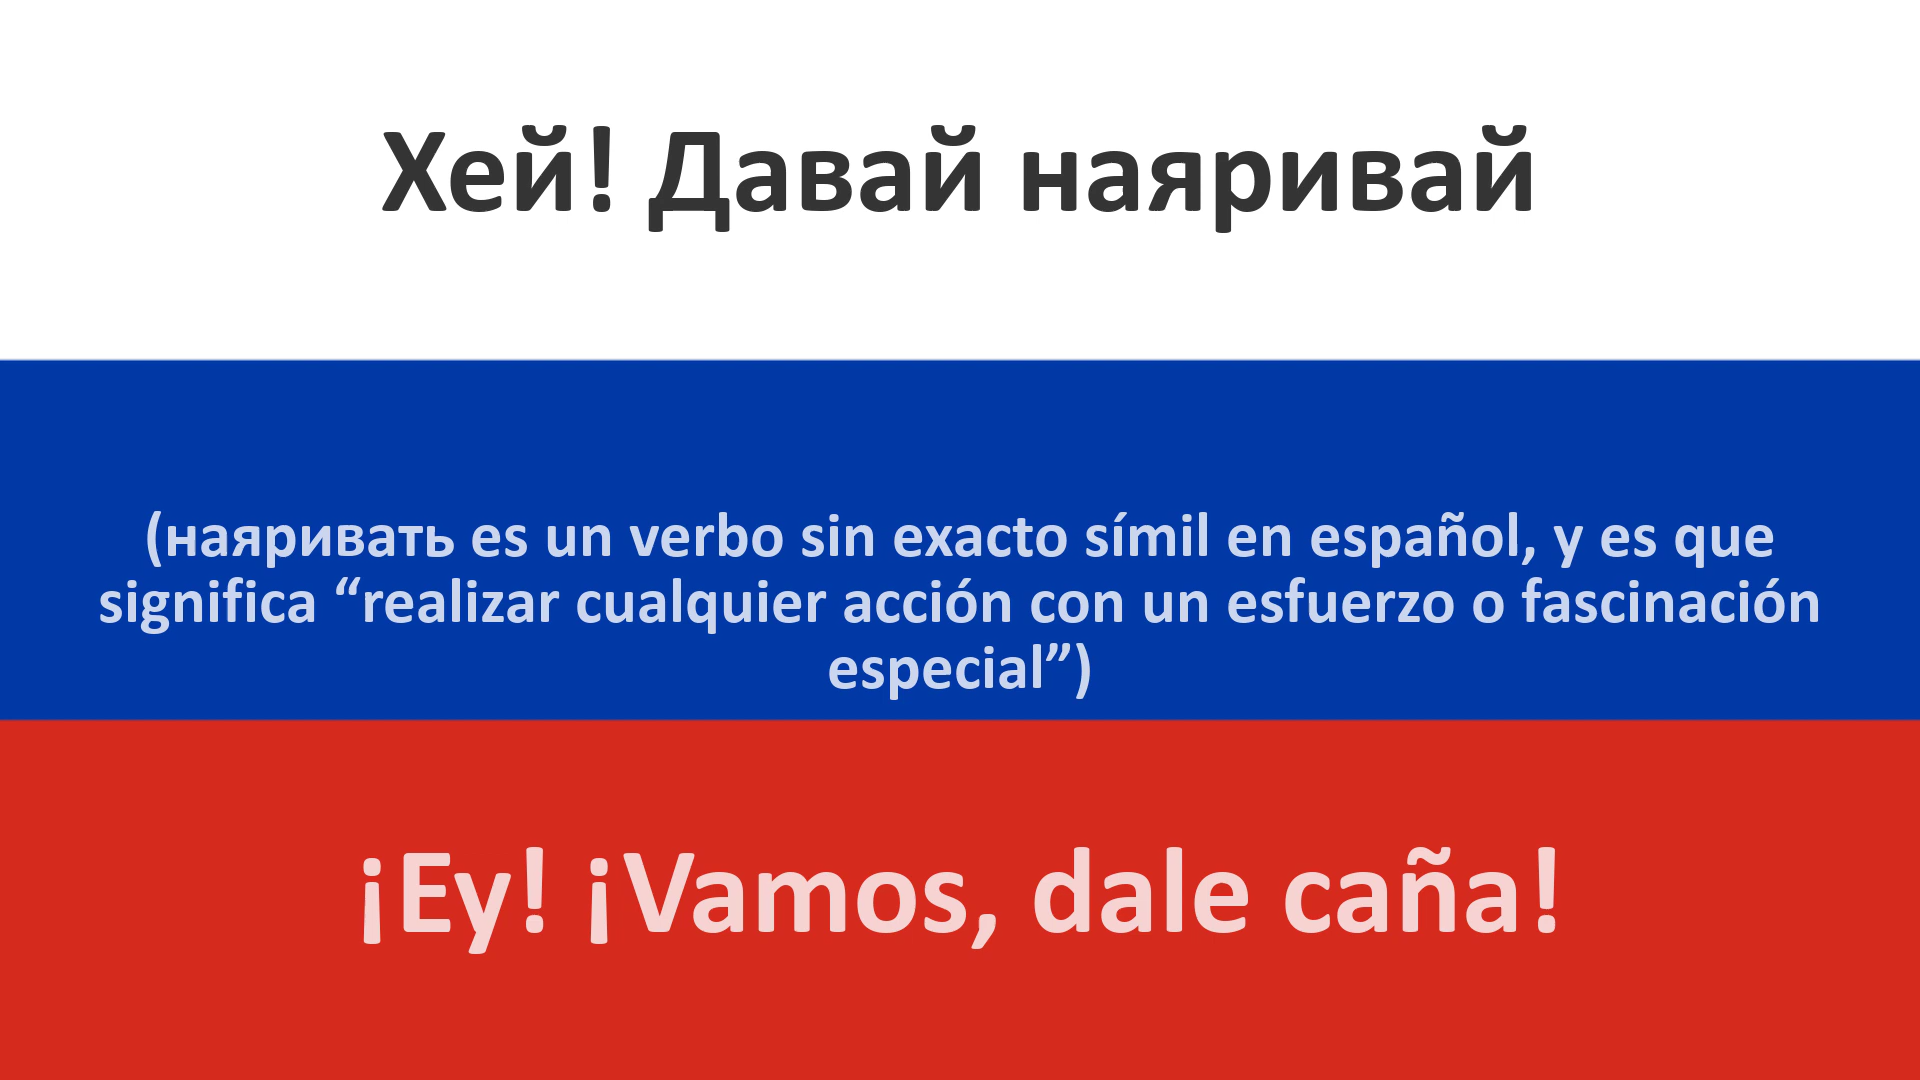 Хей! Давай наяривай
(наяривать es un verbo sin exacto símil en español, y es que
significa “realizar cualquier acción con un esfuerzo o fascinación
especial”)
¡Ey! ¡Vamos, dale caña!